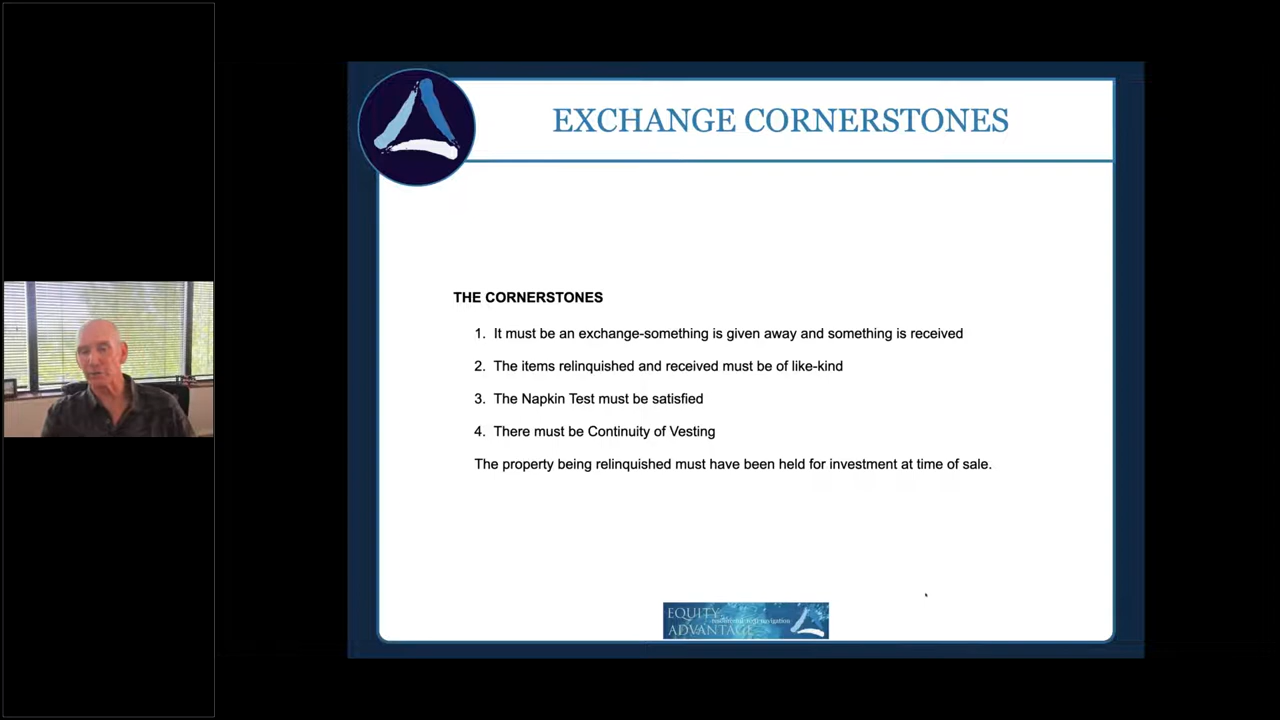 EXCHANGE CORNERSTONES
THE CORNERSTONES
1. It must be an exchange-something is given away and something is received
2. The items relinquished and received must be of like-kind
3. The Napkin Test must be satisfied
4. There must be Continuity of Vesting
The property being relinquished must have been held for investment at time of sale.
EQUITY
ADVANTAGE